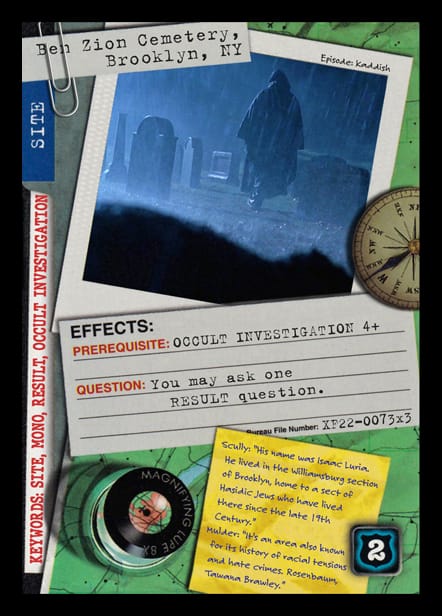 Ben Zion Cemetery,
Brooklyn, NY
Episode: Kaddish
SITE
KEYWORDS: SITE, MONO, RESULT, OCCULT INVESTIGATION
EFFECTS:
PREREQUISITE: OCCULT INVESTIGATION 4+
QUESTION: You may ask one
RESULT question.
Bureau File Number: XF22-0073x3
MAGNIFYING LUPE 8X
Scully: "His name was Isaac Luria.
He lived in the Williamsburg section
of Brooklyn, home to a sect of
Hasidic Jews who have lived
there since the late 19th
Century."
Mulder: "It's an area also known
for its history of racial tensions
and hate crimes. Rosenbaum,
Tawana Brawley."
2